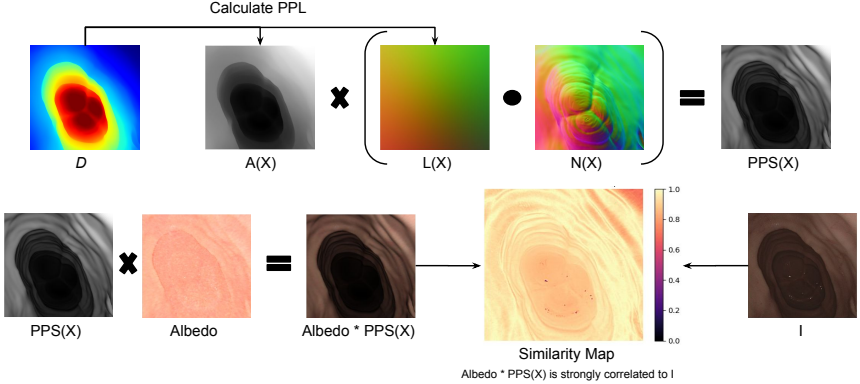 Calculate PPL
D
A(X)
L(X)
N(X)
PPS(X)
1.0
0.8
0.6
0.4
0.2
0.0
PPS(X)
Albedo
Albedo * PPS(X)
Similarity Map
I
Albedo * PPS(X) is strongly correlated to I